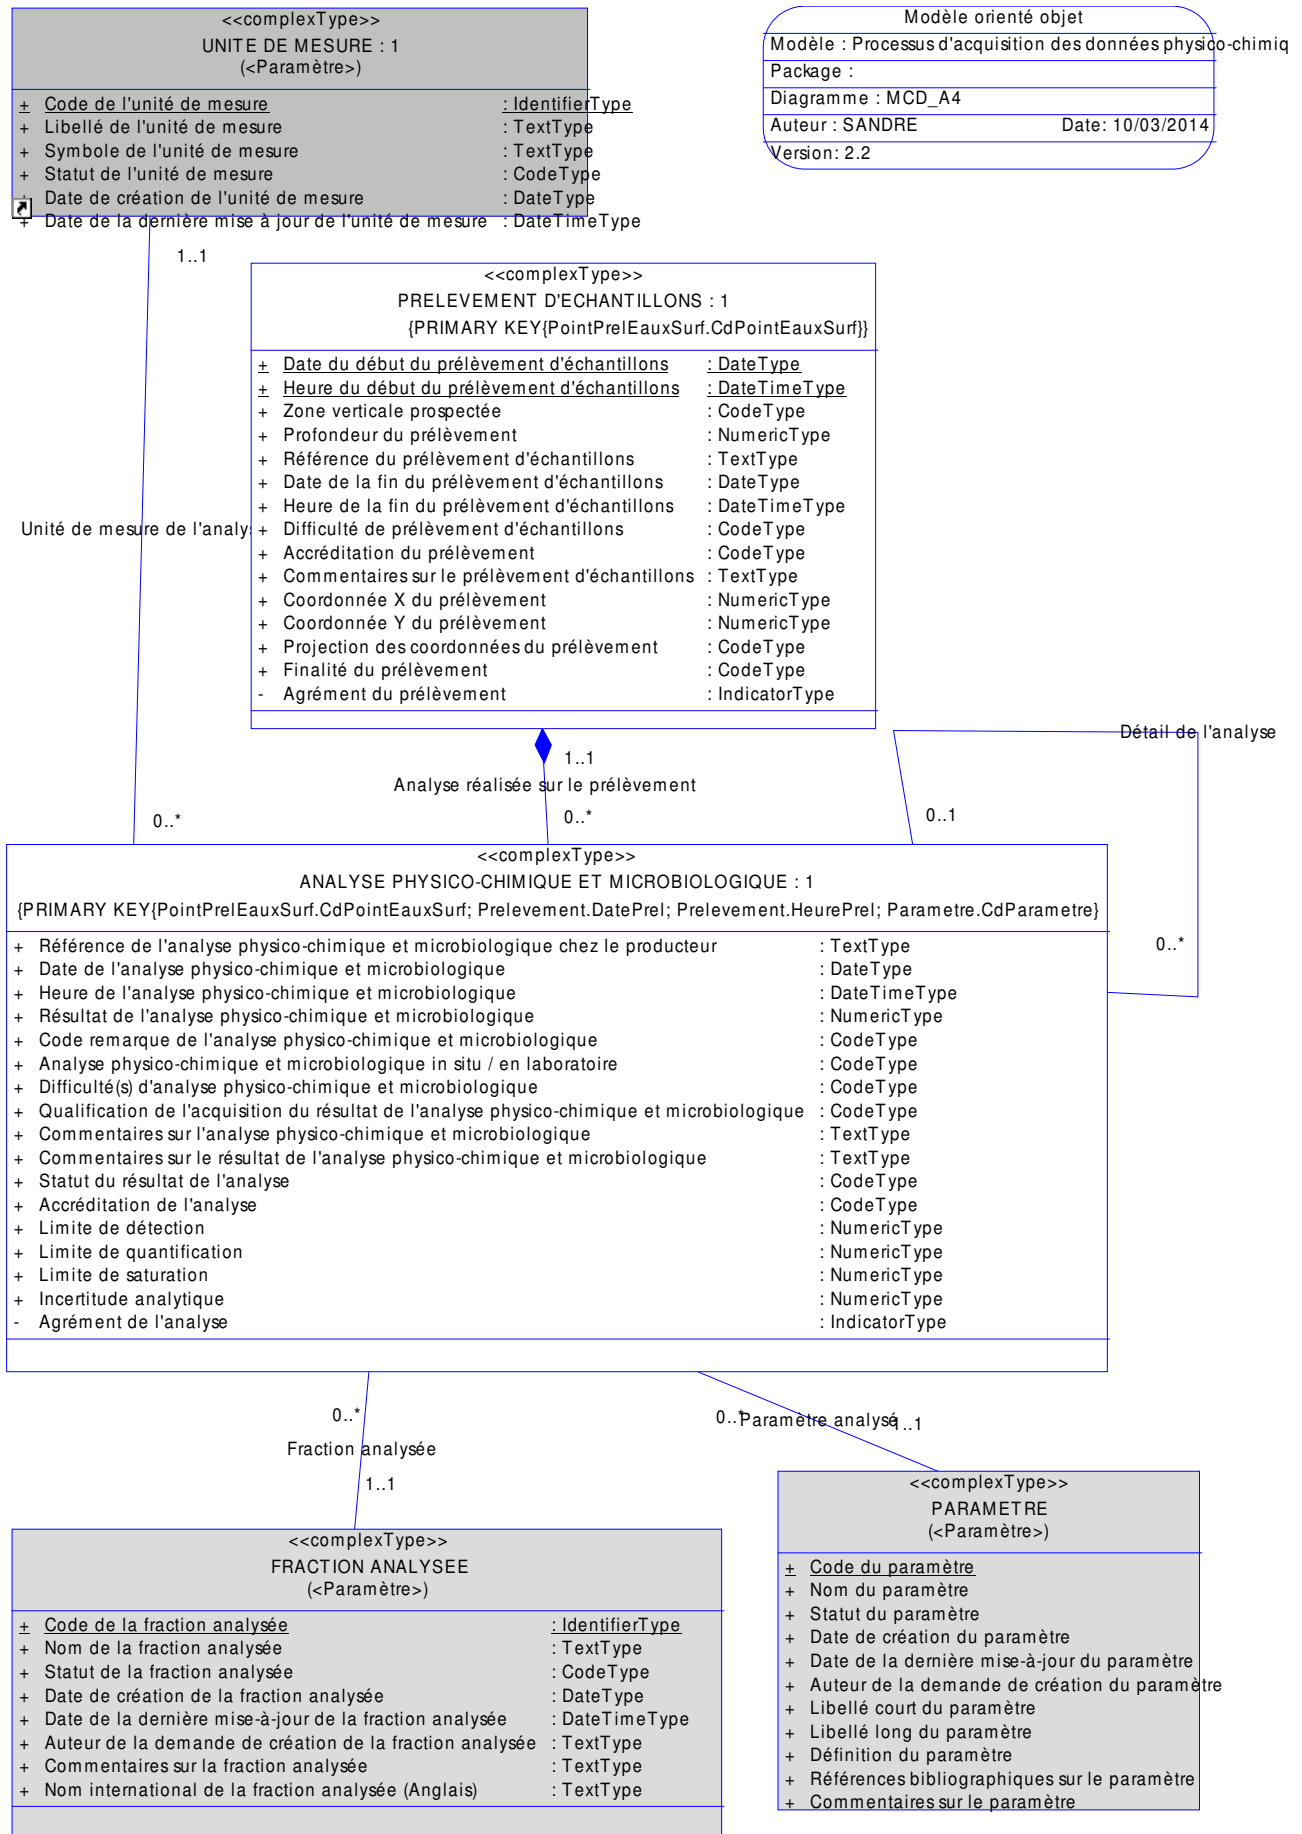 <<complexType>>
UNITE DE MESURE : 1
(<Paramètre>)
+ Code de l'unité de mesure : IdentifierType
+ Libellé de l'unité de mesure : TextType
+ Symbole de l'unité de mesure : TextType
+ Statut de l'unité de mesure : CodeType
+ Date de création de l'unité de mesure : DateType
+ Date de la dernière mise à jour de l'unité de mesure : DateTimeType
Modèle orienté objet
Modèle : Processus d'acquisition des données physico-chimiq
Package :
Diagramme : MCD_A4
Auteur : SANDRE Date: 10/03/2014
Version: 2.2
1..1
<<complexType>>
PRELEVEMENT D'ECHANTILLONS : 1
{PRIMARY KEY{PointPrelEauxSurf.CdPointEauxSurf}}
+ Date du début du prélèvement d'échantillons : DateType
+ Heure du début du prélèvement d'échantillons : DateTimeType
+ Zone verticale prospectée : CodeType
+ Profondeur du prélèvement : NumericType
+ Référence du prélèvement d'échantillons : TextType
+ Date de la fin du prélèvement d'échantillons : DateType
+ Heure de la fin du prélèvement d'échantillons : DateTimeType
+ Difficulté de prélèvement d'échantillons : CodeType
+ Accréditation du prélèvement : CodeType
+ Commentaires sur le prélèvement d'échantillons : TextType
+ Coordonnée X du prélèvement : NumericType
+ Coordonnée Y du prélèvement : NumericType
+ Projection des coordonnées du prélèvement : CodeType
+ Finalité du prélèvement : CodeType
- Agrément du prélèvement : IndicatorType
Unité de mesure de l'analys
Détail de l'analyse
1..1
Analyse réalisée sur le prélèvement
0..*
0..*
0..1
<<complexType>>
ANALYSE PHYSICO-CHIMIQUE ET MICROBIOLOGIQUE : 1
{PRIMARY KEY{PointPrelEauxSurf.CdPointEauxSurf; Prelevement.DatePrel; Prelevement.HeurePrel; Parametre.CdParametre}
+ Référence de l'analyse physico-chimique et microbiologique chez le producteur : TextType
+ Date de l'analyse physico-chimique et microbiologique : DateType
+ Heure de l'analyse physico-chimique et microbiologique : DateTimeType
+ Résultat de l'analyse physico-chimique et microbiologique : NumericType
+ Code remarque de l'analyse physico-chimique et microbiologique : CodeType
+ Analyse physico-chimique et microbiologique in situ / en laboratoire : CodeType
+ Difficulté(s) d'analyse physico-chimique et microbiologique : CodeType
+ Qualification de l'acquisition du résultat de l'analyse physico-chimique et microbiologique : CodeType
+ Commentaires sur l'analyse physico-chimique et microbiologique : TextType
+ Commentaires sur le résultat de l'analyse physico-chimique et microbiologique : TextType
+ Statut du résultat de l'analyse : CodeType
+ Accréditation de l'analyse : CodeType
+ Limite de détection : NumericType
+ Limite de quantification : NumericType
+ Limite de saturation : NumericType
+ Incertitude analytique : NumericType
- Agrément de l'analyse : IndicatorType
0..*
0..*
Fraction analysée
1..1
0..*
Paramètre analysé
1..1
<<complexType>>
FRACTION ANALYSEE
(<Paramètre>)
+ Code de la fraction analysée : IdentifierType
+ Nom de la fraction analysée : TextType
+ Statut de la fraction analysée : CodeType
+ Date de création de la fraction analysée : DateType
+ Date de la dernière mise-à-jour de la fraction analysée : DateTimeType
+ Auteur de la demande de création de la fraction analysée : TextType
+ Commentaires sur la fraction analysée : TextType
+ Nom international de la fraction analysée (Anglais) : TextType
<<complexType>>
PARAMETRE
(<Paramètre>)
+ Code du paramètre
+ Nom du paramètre
+ Statut du paramètre
+ Date de création du paramètre
+ Date de la dernière mise-à-jour du paramètre
+ Auteur de la demande de création du paramètre
+ Libellé court du paramètre
+ Libellé long du paramètre
+ Définition du paramètre
+ Références bibliographiques sur le paramètre
+ Commentaires sur le paramètre